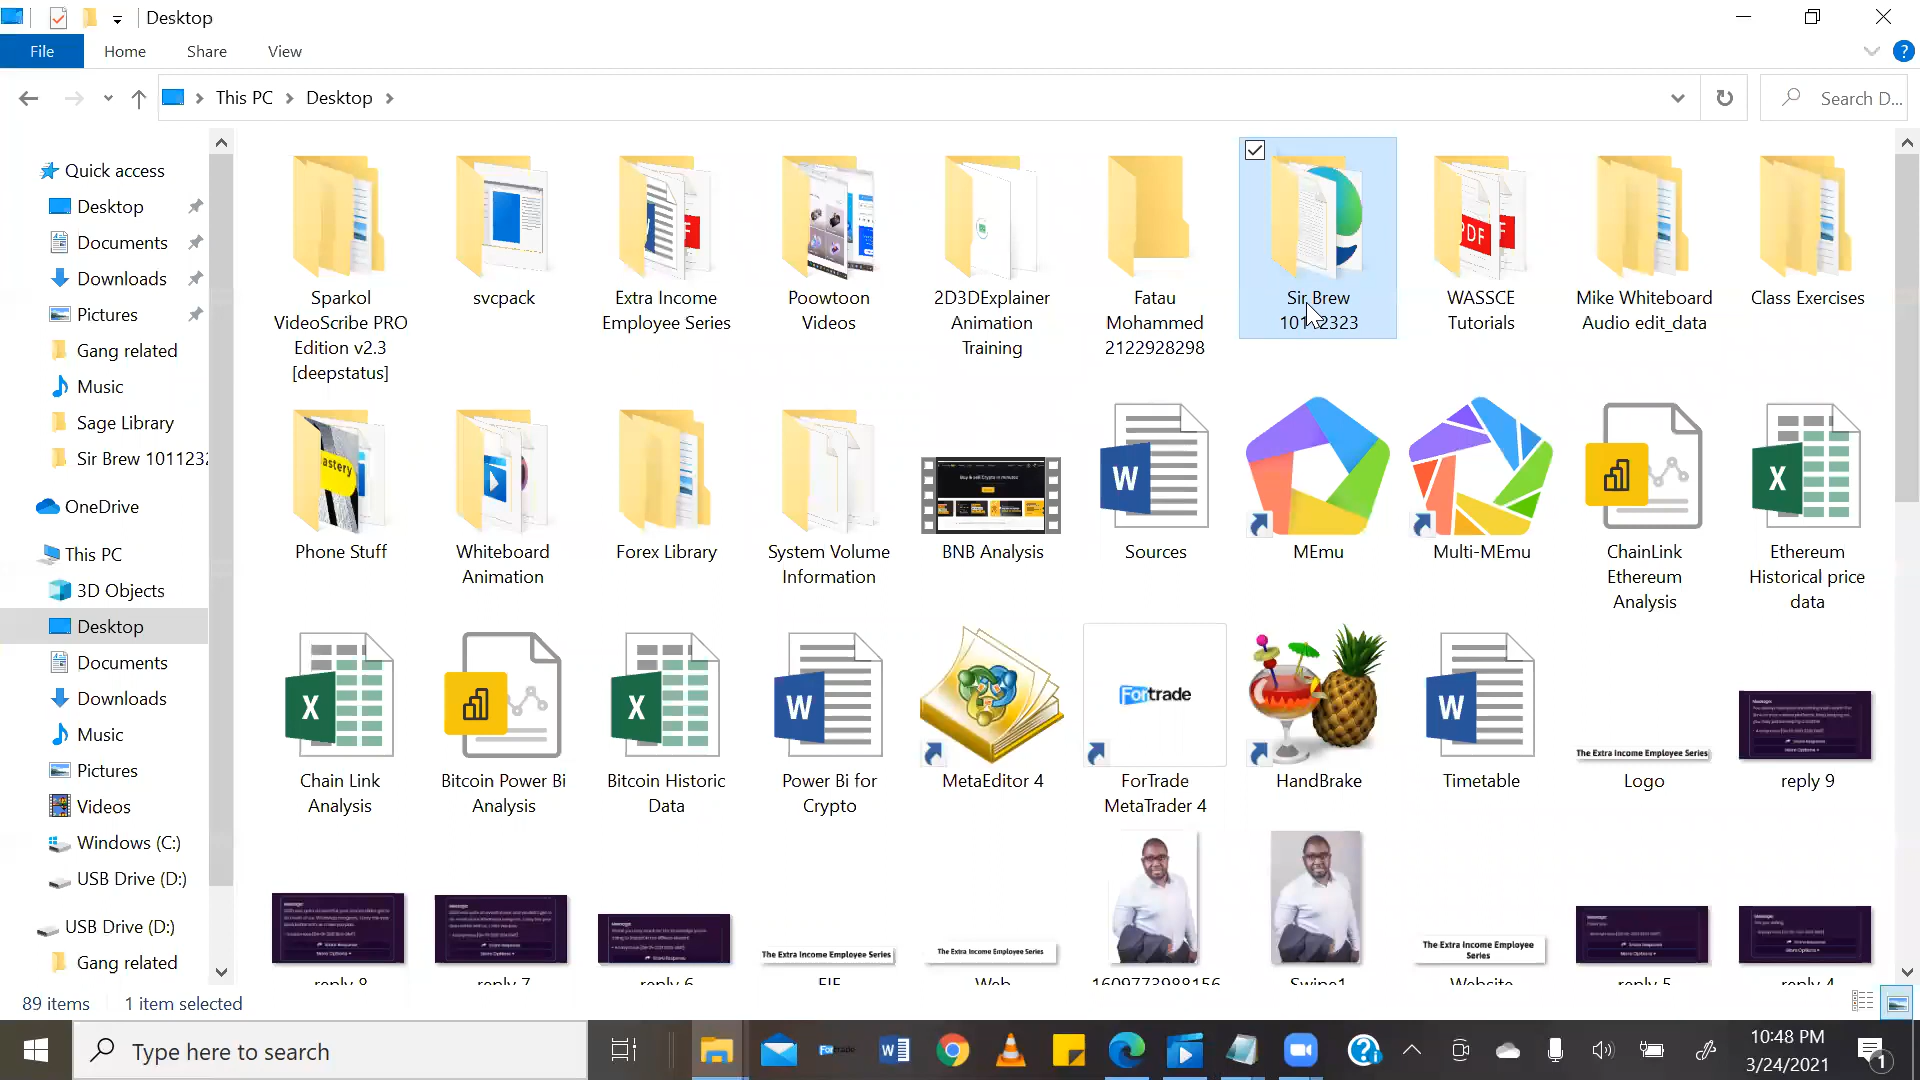 Desktop
File Home Share View
This PC Desktop
Search D...
Quick access
Desktop
Documents
Downloads
Pictures
Gang related
Music
Sage Library
Sir Brew 101123
OneDrive
This PC
3D Objects
Desktop
Documents
Downloads
Music
Pictures
Videos
Windows (C:)
USB Drive (D:)
USB Drive (D:)
Gang related
Sparkol
VideoScribe PRO
Edition v2.3
[deepstatus]
svcpack
Extra Income
Employee Series
Poowtoon
Videos
2D3DExplainer
Animation
Training
Fatau
Mohammed
2122928298
Sir Brew
WASSCE
Tutorials
Mike Whiteboard
Audio edit_data
Class Exercises
Phone Stuff
Whiteboard
Animation
Forex Library
System Volume
Information
BNB Analysis
Sources
MEmu
Multi-MEmu
ChainLink
Ethereum
Analysis
Ethereum
Historical price
data
Chain Link
Analysis
Bitcoin Power Bi
Analysis
Bitcoin Historic
Data
Power Bi for
Crypto
MetaEditor 4
Fortrade
ForTrade
MetaTrader 4
HandBrake
Timetable
The Extra Income Employee Series
Logo
reply 9
reply 8
reply 7
reply 6
The Extra Income Employee Series
EIE
The Extra Income Employee Series
Web
1609773988156
Swipe1
The Extra Income Employee
Series
Website
reply 5
reply 4
89 items 1 item selected
Type here to search
10:48 PM
3/24/2021
1